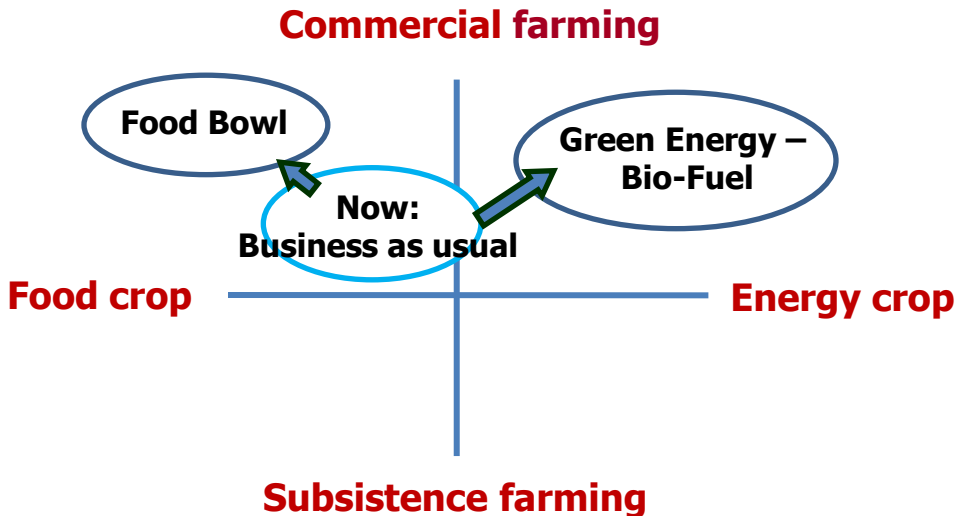 Commercial farming
Food Bowl
Green Energy –
Bio-Fuel
Now:
Business as usual
Food crop
Energy crop
Subsistence farming